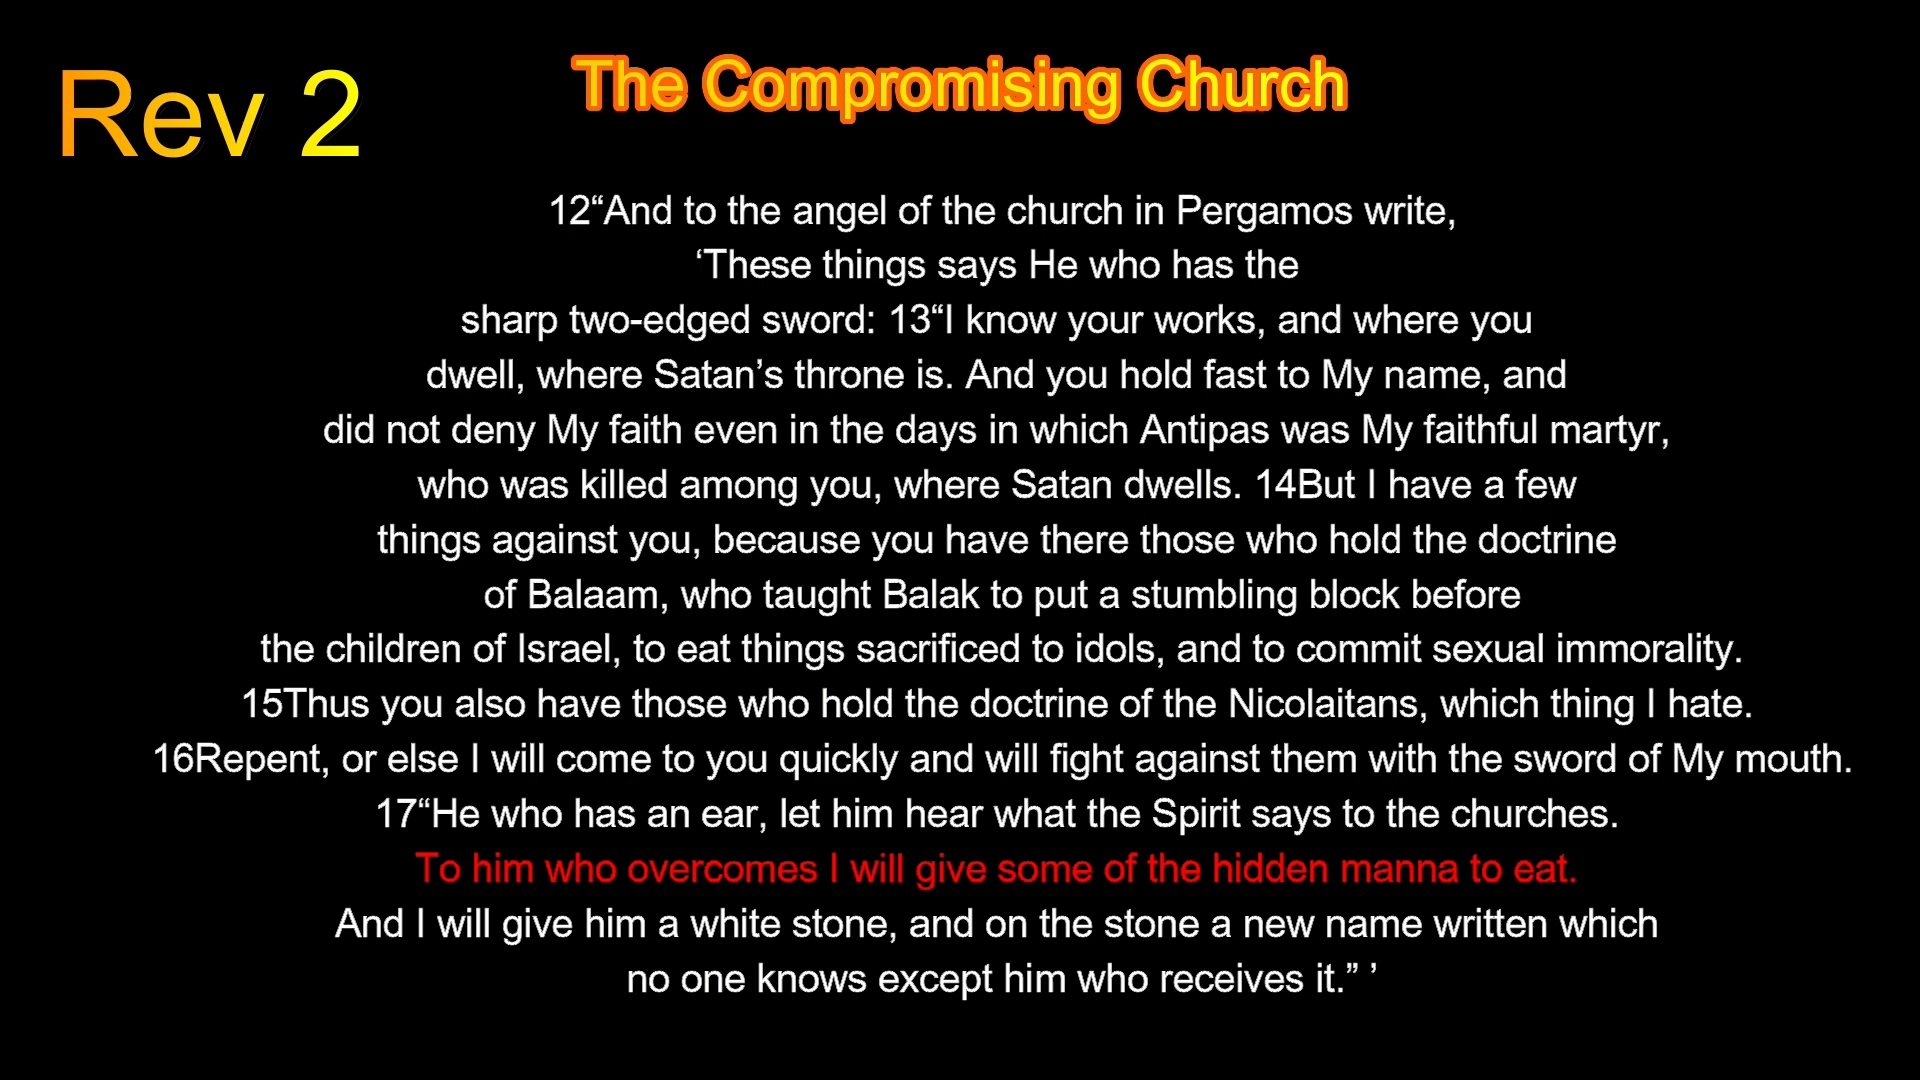 Rev 2
The Compromising Church
12“And to the angel of the church in Pergamos write,
‘These things says He who has the
sharp two-edged sword: 13“I know your works, and where you
dwell, where Satan’s throne is. And you hold fast to My name, and
did not deny My faith even in the days in which Antipas was My faithful martyr,
who was killed among you, where Satan dwells. 14But I have a few
things against you, because you have there those who hold the doctrine
of Balaam, who taught Balak to put a stumbling block before
the children of Israel, to eat things sacrificed to idols, and to commit sexual immorality.
15Thus you also have those who hold the doctrine of the Nicolaitans, which thing I hate.
16Repent, or else I will come to you quickly and will fight against them with the sword of My mouth.
17“He who has an ear, let him hear what the Spirit says to the churches.
To him who overcomes I will give some of the hidden manna to eat.
And I will give him a white stone, and on the stone a new name written which
no one knows except him who receives it.” ’